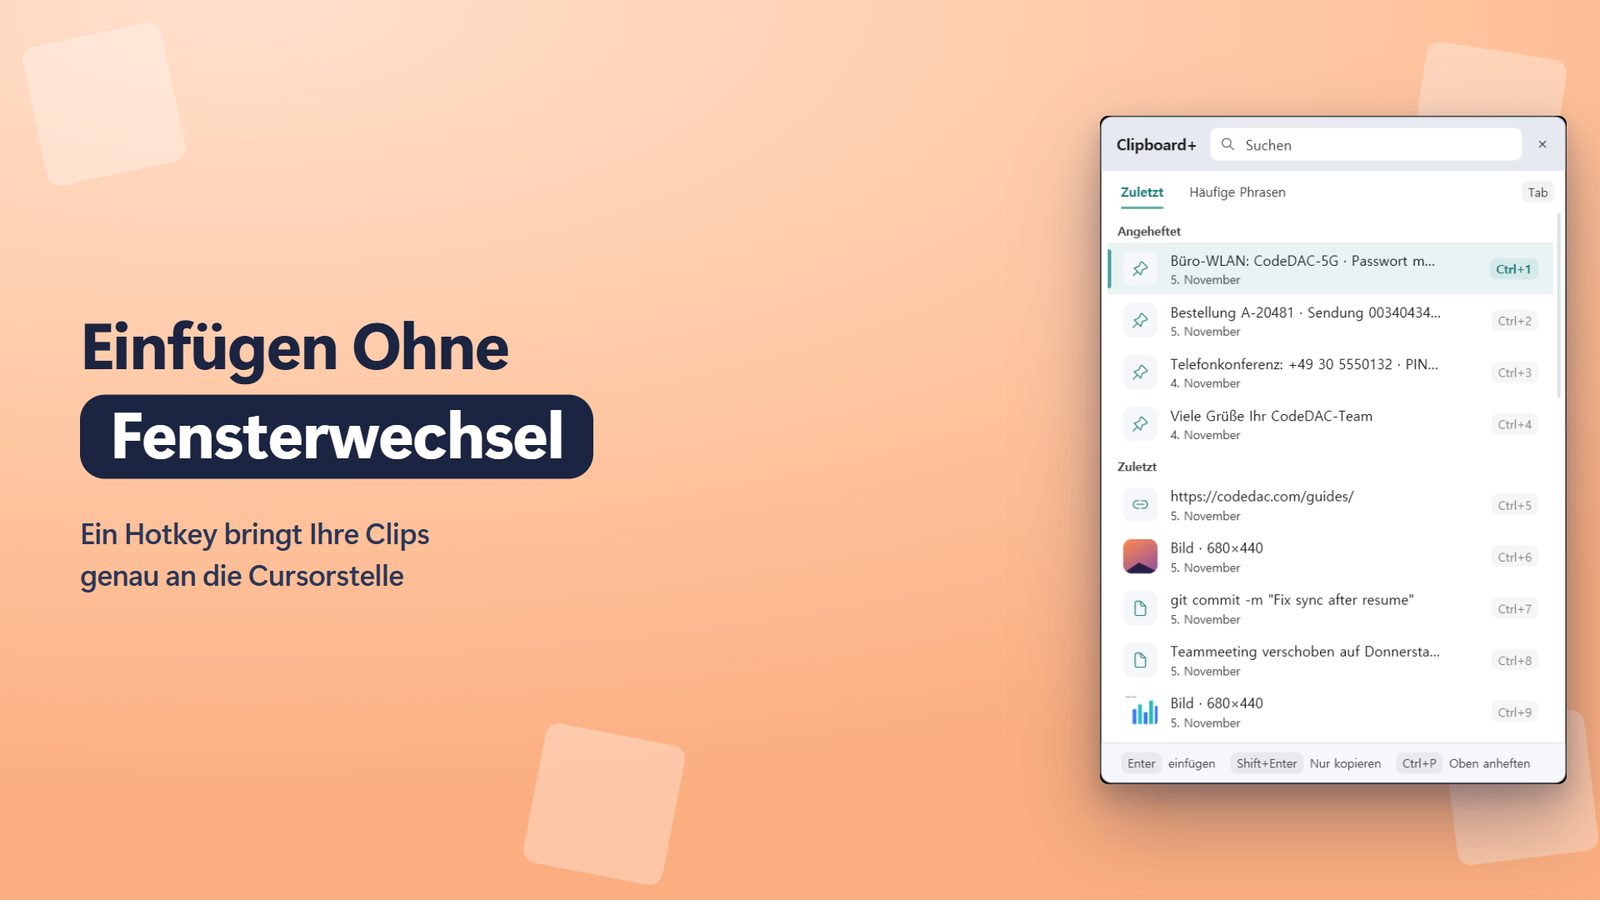 Einfügen Ohne
Fensterwechsel
Ein Hotkey bringt Ihre Clips
genau an die Cursorstelle
Clipboard+
Suchen
×
Zuletzt
Häufige Phrasen
Tab
Angeheftet
Büro-WLAN: CodeDAC-5G · Passwort m...
5. November
Ctrl+1
Bestellung A-20481 · Sendung 00340434...
5. November
Ctrl+2
Telefonkonferenz: +49 30 5550132 · PIN...
4. November
Ctrl+3
Viele Grüße Ihr CodeDAC-Team
4. November
Ctrl+4
Zuletzt
https://codedac.com/guides/
5. November
Ctrl+5
Bild · 680×440
5. November
Ctrl+6
git commit -m "Fix sync after resume"
5. November
Ctrl+7
Teammeeting verschoben auf Donnersta...
5. November
Ctrl+8
Bild · 680×440
5. November
Ctrl+9
Enter einfügen Shift+Enter Nur kopieren Ctrl+P Oben anheften